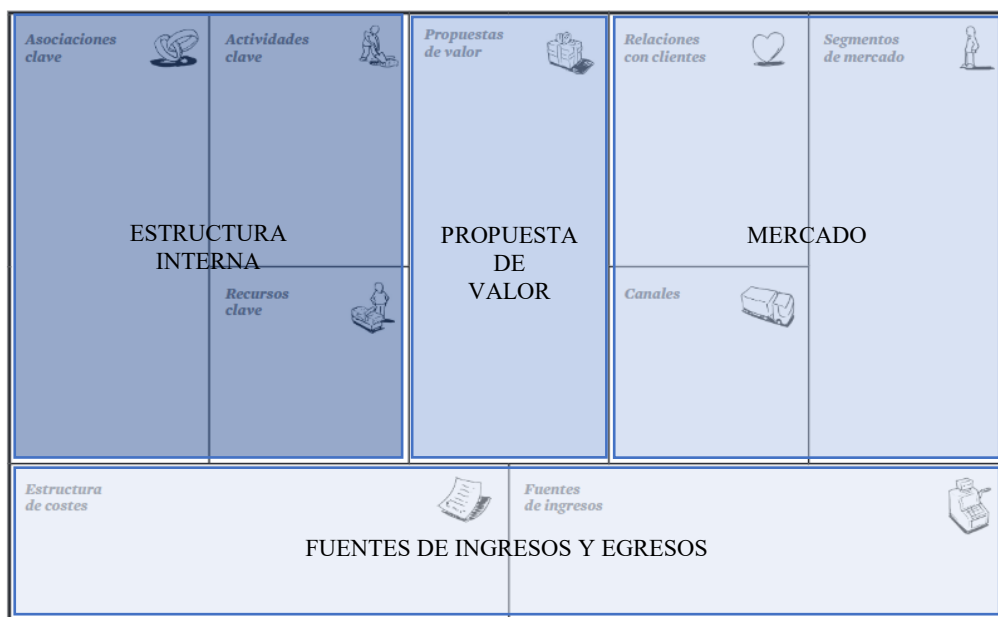 Asociaciones
clave
Actividades
clave
Propuestas
de valor
Relaciones
con clientes
Segmentos
de mercado
ESTRUCTURA
INTERNA
PROPUESTA
DE
VALOR
MERCADO
Recursos
clave
Canales
Estructura
de costes
Fuentes
de ingresos
FUENTES DE INGRESOS Y EGRESOS